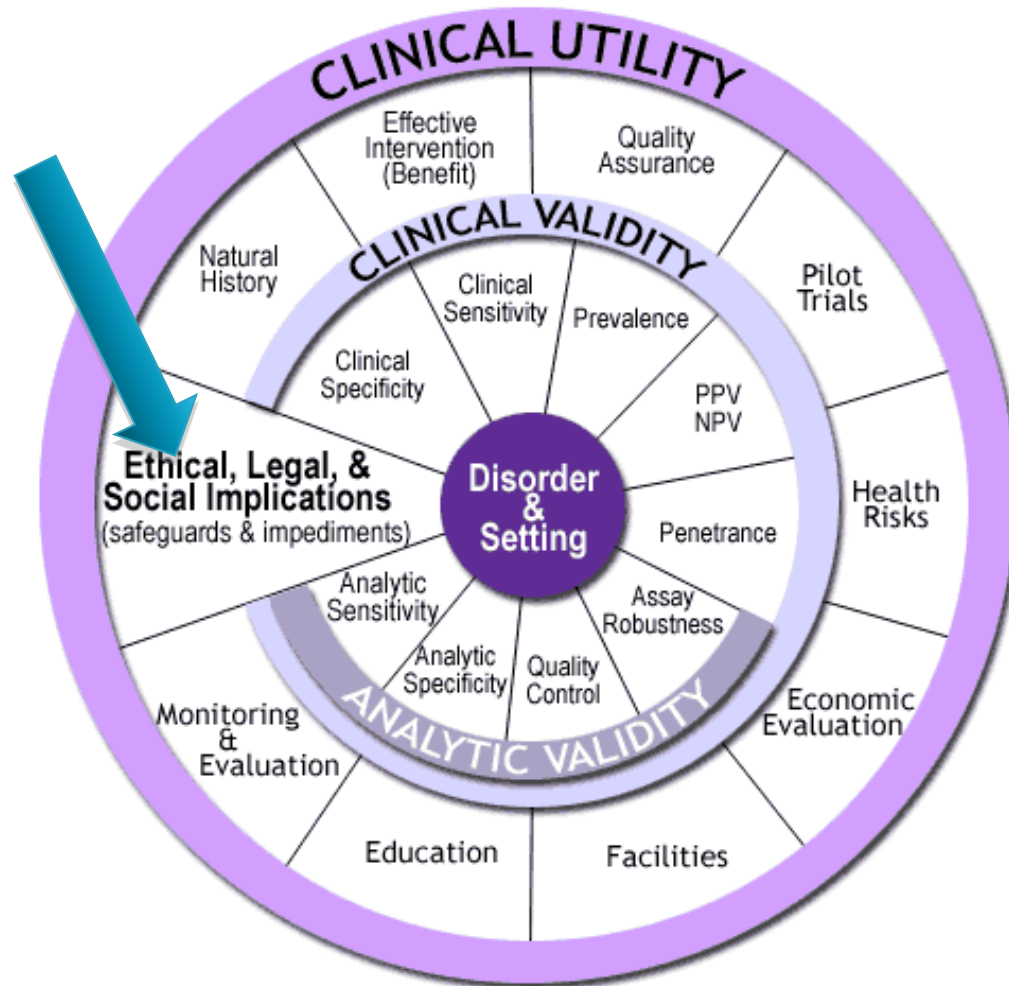 CLINICAL UTILITY
Effective
Intervention
(Benefit)
Quality
Assurance
Natural
History
CLINICAL VALIDITY
Pilot
Trials
Clinical
Sensitivity
Prevalence
Clinical
Specificity
PPV
NPV
Ethical, Legal, &
Social Implications
(safeguards & impediments)
Disorder
&
Setting
Health
Risks
Penetrance
Analytic
Sensitivity
Assay
Robustness
Analytic
Specificity
Quality
Control
ANALYTIC VALIDITY
Monitoring
&
Evaluation
Economic
Evaluation
Education
Facilities